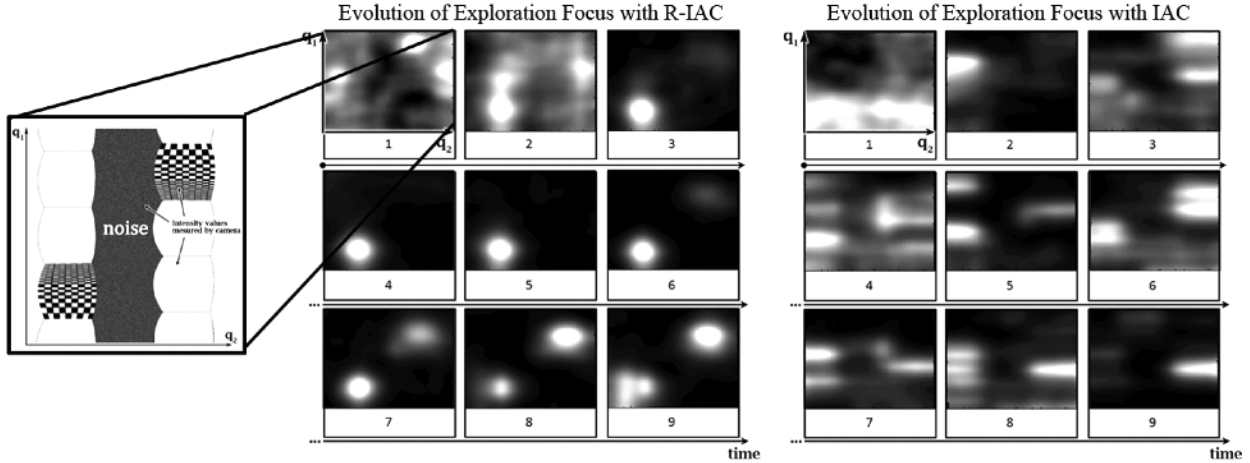 Evolution of Exploration Focus with R-IAC
Evolution of Exploration Focus with IAC
q1
q1
1
q2
2
3
1
q2
2
3
q1
noise
Intensity values
mesured by camera
q2
4
5
6
4
5
6
...
...
7
8
9
7
8
9
...
time
...
time